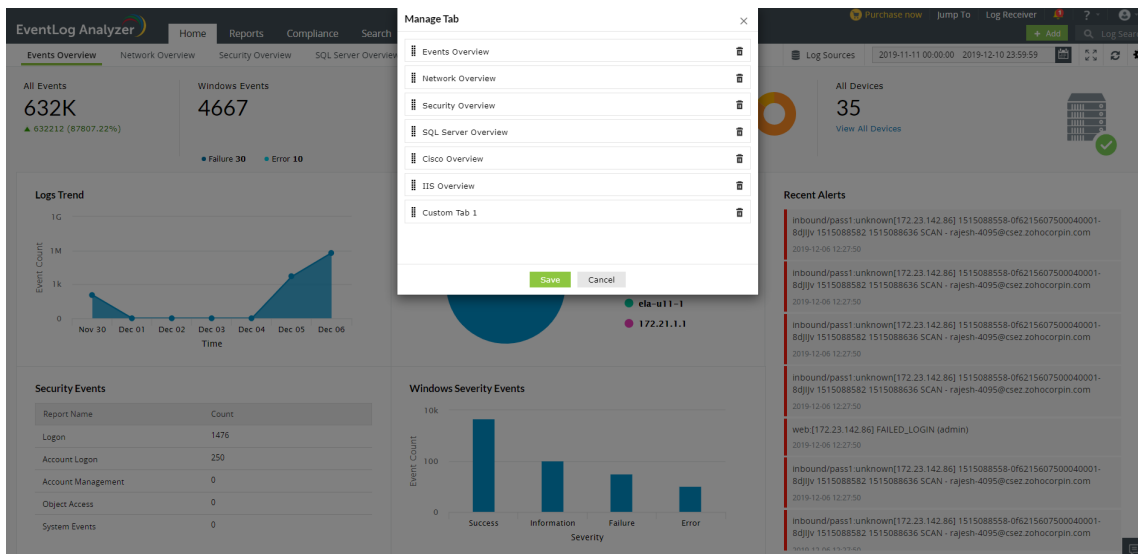 EventLog Analyzer
Home
Reports
Compliance
Search
Purchase now
Jump To
Log Receiver
?
+ Add
Log Sear
Events Overview
Network Overview
Security Overview
SQL Server Overview
Log Sources
2019-11-11 00:00:00 2019-12-10 23:59:59
Manage Tab
Events Overview
Network Overview
Security Overview
SQL Server Overview
Cisco Overview
IIS Overview
Custom Tab 1
Save
Cancel
All Events
632K
632212 (87807.22%)
Windows Events
4667
Failure 30
Error 10
All Devices
35
View All Devices
Logs Trend
1G
1M
1k
0
Event Count
Nov 30
Dec 01
Dec 02
Dec 03
Dec 04
Dec 05
Dec 06
Time
ela-u11-1
172.21.1.1
Recent Alerts
inbound/pass1:unknown[172.23.142.86] 1515088558-0f6215607500040001-
8dJIJv 1515088582 1515088636 SCAN - rajesh-4095@csez.zohocorpin.com
2019-12-06 12:27:50
inbound/pass1:unknown[172.23.142.86] 1515088558-0f6215607500040001-
8dJIJv 1515088582 1515088636 SCAN - rajesh-4095@csez.zohocorpin.com
2019-12-06 12:27:50
inbound/pass1:unknown[172.23.142.86] 1515088558-0f6215607500040001-
8dJIJv 1515088582 1515088636 SCAN - rajesh-4095@csez.zohocorpin.com
2019-12-06 12:27:50
inbound/pass1:unknown[172.23.142.86] 1515088558-0f6215607500040001-
8dJIJv 1515088582 1515088636 SCAN - rajesh-4095@csez.zohocorpin.com
2019-12-06 12:27:50
web:[172.23.142.86] FAILED_LOGIN (admin)
2019-12-06 12:27:50
inbound/pass1:unknown[172.23.142.86] 1515088558-0f6215607500040001-
8dJIJv 1515088582 1515088636 SCAN - rajesh-4095@csez.zohocorpin.com
2019-12-06 12:27:50
inbound/pass1:unknown[172.23.142.86] 1515088558-0f6215607500040001-
8dJIJv 1515088582 1515088636 SCAN - rajesh-4095@csez.zohocorpin.com
2019-12-06 12:27:50
Security Events
Report Name
Count
Logon
1476
Account Logon
250
Account Management
0
Object Access
0
System Events
0
Windows Severity Events
10k
100
0
Event Count
Success
Information
Failure
Error
Severity